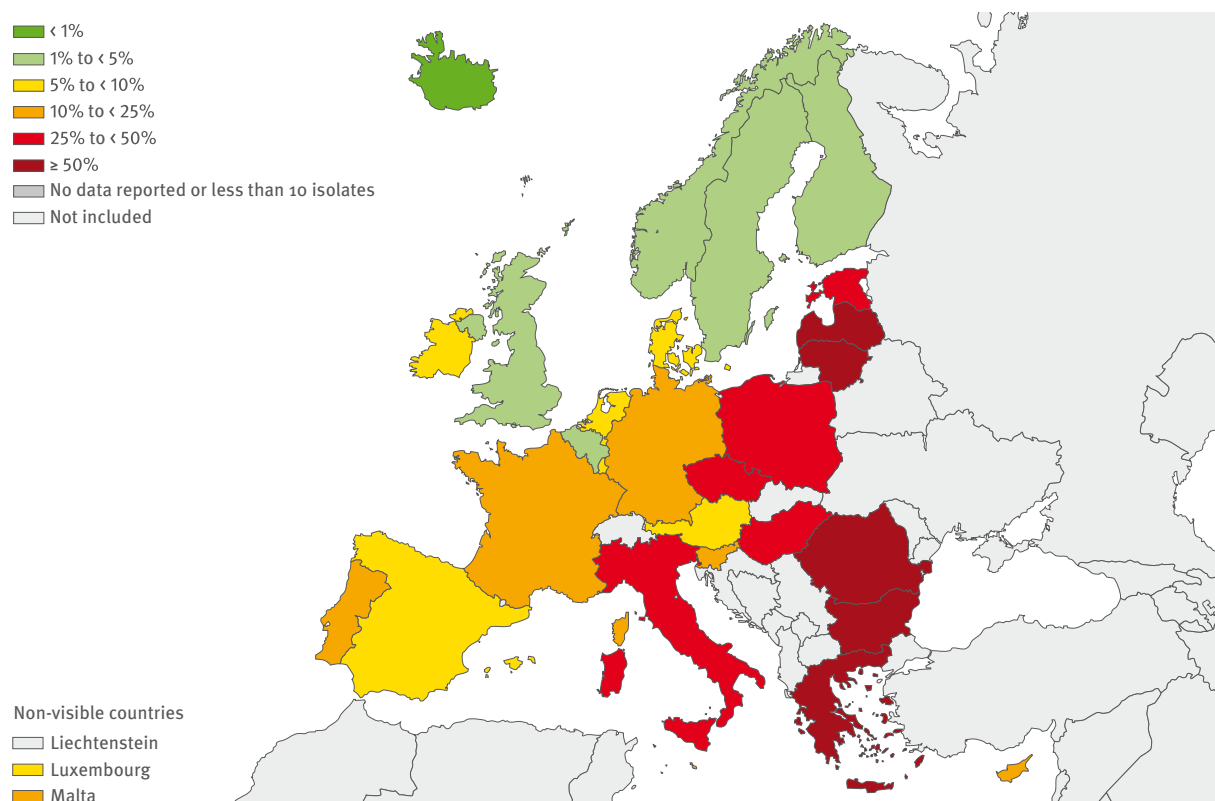 < 1%
1% to < 5%
5% to < 10%
10% to < 25%
25% to < 50%
≥ 50%
No data reported or less than 10 isolates
Not included
Non-visible countries
Liechtenstein
Luxembourg
Malta